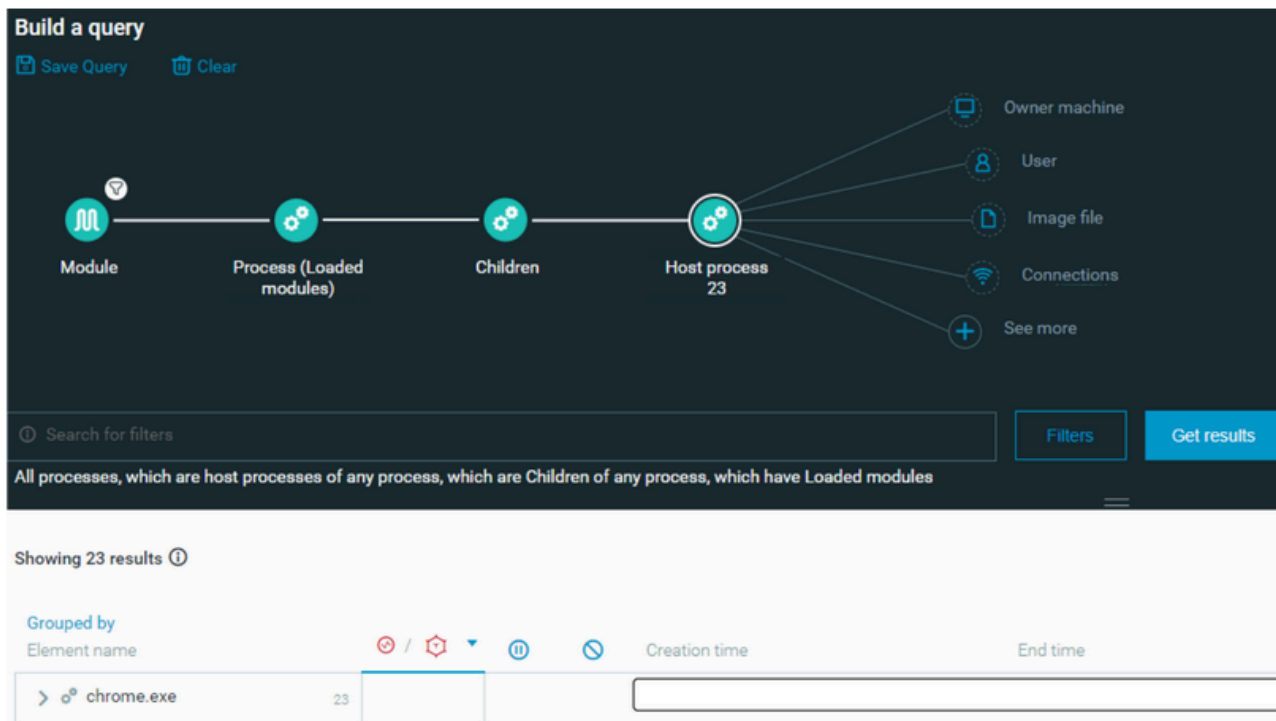 Build a query
Save Query Clear
Owner machine
User
Image file
Connections
See more
Module
Process (Loaded
modules)
Children
Host process
23
Search for filters
Filters
Get results
All processes, which are host processes of any process, which are Children of any process, which have Loaded modules
Showing 23 results
Grouped by
Element name / Creation time End time
chrome.exe 23